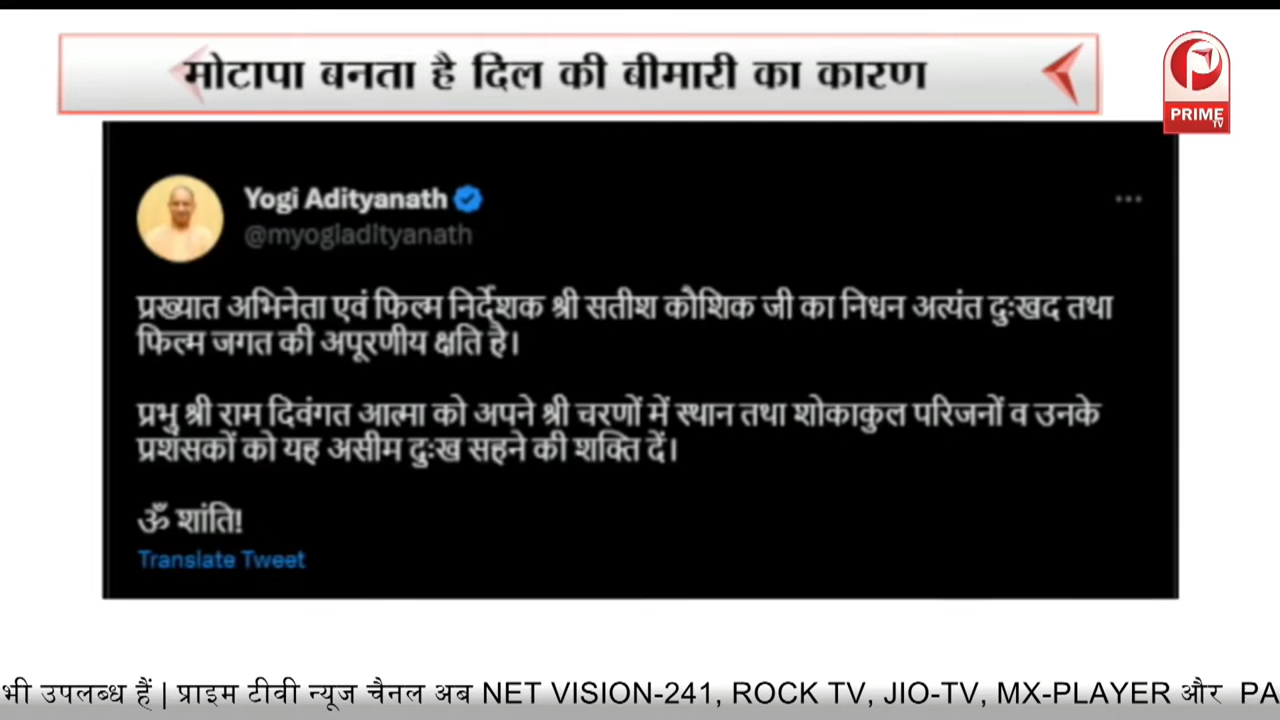 मोटापा बनता है दिल की बीमारी का कारण
PRIME
TV
Yogi Adityanath
@myogiadityanath
प्रख्यात अभिनेता एवं फिल्म निर्देशक श्री सतीश कौशिक जी का निधन अत्यंत दुःखद तथा
फिल्म जगत की अपूरणीय क्षति है।
प्रभु श्री राम दिवंगत आत्मा को अपने श्री चरणों में स्थान तथा शोकाकुल परिजनों व उनके
प्रशंसकों को यह असीम दुःख सहने की शक्ति दें।
ॐ शांति!
Translate Tweet
भी उपलब्ध हैं | प्राइम टीवी न्यूज चैनल अब NET VISION-241, ROCK TV, JIO-TV, MX-PLAYER और PA